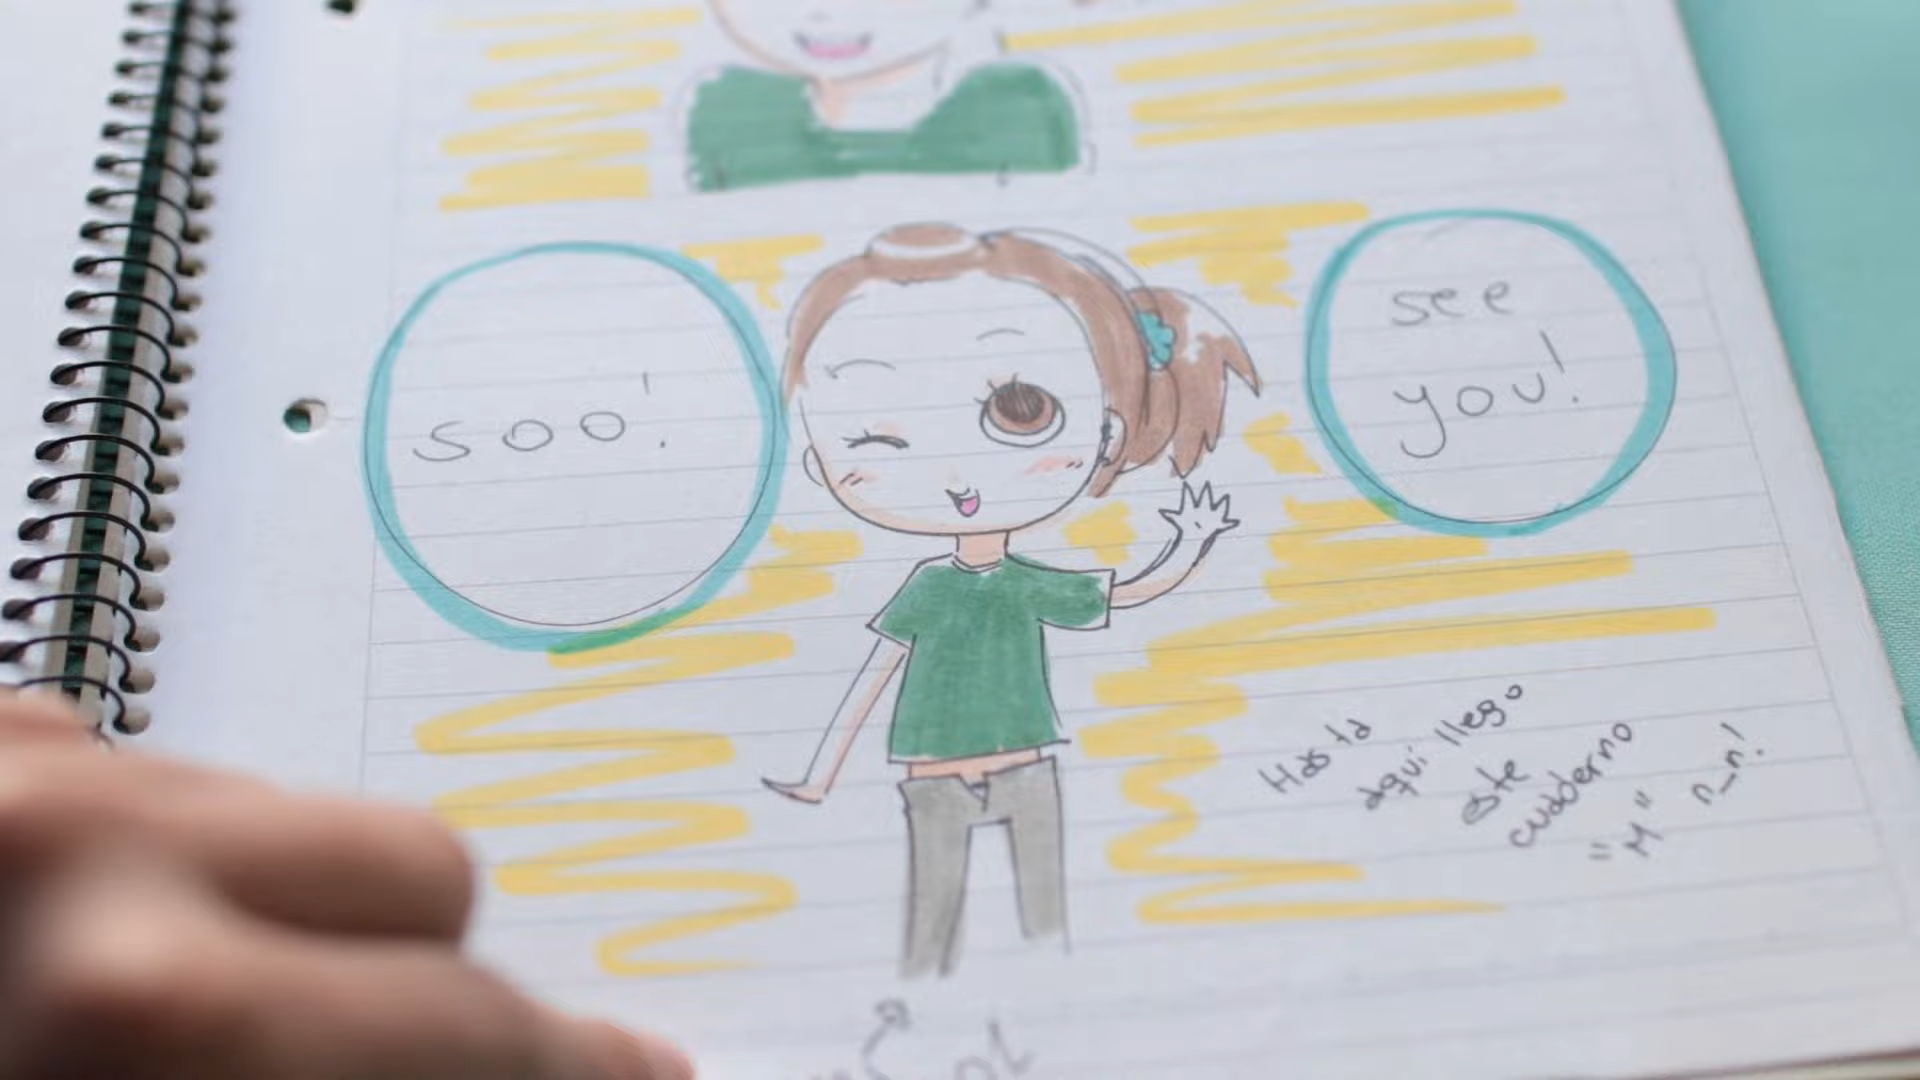 soo!
see
you!
Hasta
aquí llego
este
cuaderno
"M" n_n!